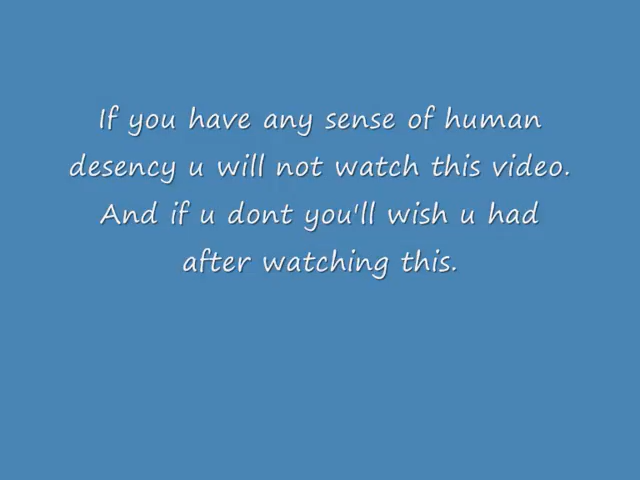 If you have any sense of human
desency u will not watch this video.
And if u dont you'll wish u had
after watching this.